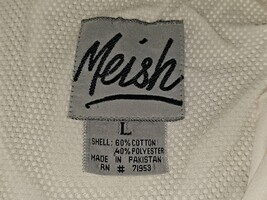 Meish
L
SHELL: 60% COTTON
40% POLYESTER
MADE IN PAKISTAN
RN # 71953